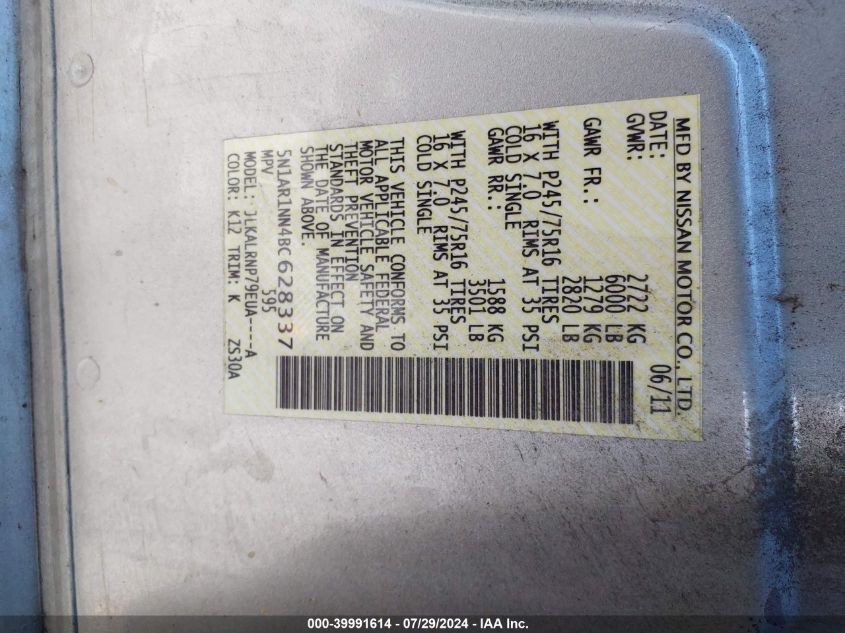 MFD BY NISSAN MOTOR CO., LTD.
DATE: 06/11
GVWR: 2722 KG
6000 LB
GAWR FR.: 1279 KG
2820 LB
WITH P245/75R16 TIRES
16 X 7.0 RIMS AT 35 PSI
COLD SINGLE
GAWR RR.: 1588 KG
3501 LB
WITH P245/75R16 TIRES
16 X 7.0 RIMS AT 35 PSI
COLD SINGLE
THIS VEHICLE CONFORMS TO
ALL APPLICABLE FEDERAL
MOTOR VEHICLE SAFETY AND
THEFT PREVENTION
STANDARDS IN EFFECT ON
THE DATE OF MANUFACTURE
SHOWN ABOVE.
5N1AR1NN4BC628337
MPV 595
MODEL: JLKALRNP79EUA----A
COLOR: K12 TRIM: K ZS30A
000-39991614 - 07/29/2024 - IAA Inc.